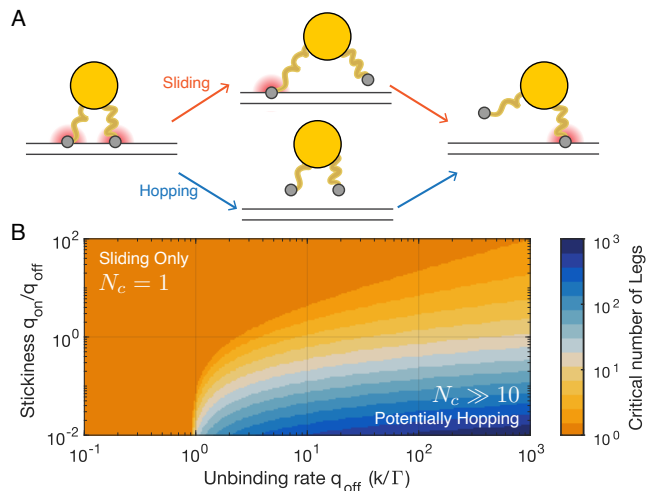 A
Sliding
Hopping
B
Sliding Only
N_c = 1
N_c ≫ 10
Potentially Hopping
10^2
10^0
10^-2
10^-1
10^0
10^1
10^2
10^3
Stickiness q_on/q_off
Unbinding rate q_off (k/Γ)
10^3
10^2
10^1
10^0
Critical number of Legs